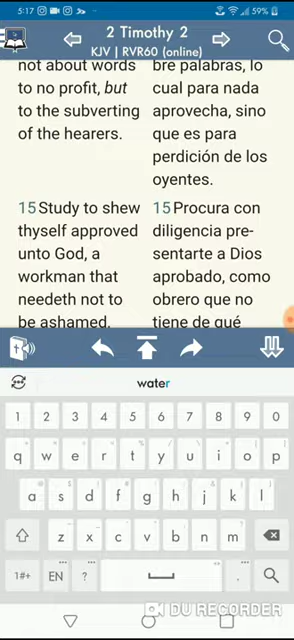 5:17
59%
2 Timothy 2
KJV | RVR60 (online)
not about words
to no profit, but
to the subverting
of the hearers.
bre palabras, lo
cual para nada
aprovecha, sino
que es para
perdición de los
oyentes.
15 Study to shew
thyself approved
unto God, a
workman that
needeth not to
be ashamed,
15 Procura con
diligencia pre-
sentarte a Dios
aprobado, como
obrero que no
tiene de qué
water
1 2 3 4 5 6 7 8 9 0
q w e r t y u i o p
a s d f g h j k l
z x c v b n m
1#+ EN ? .
DU RECORDER